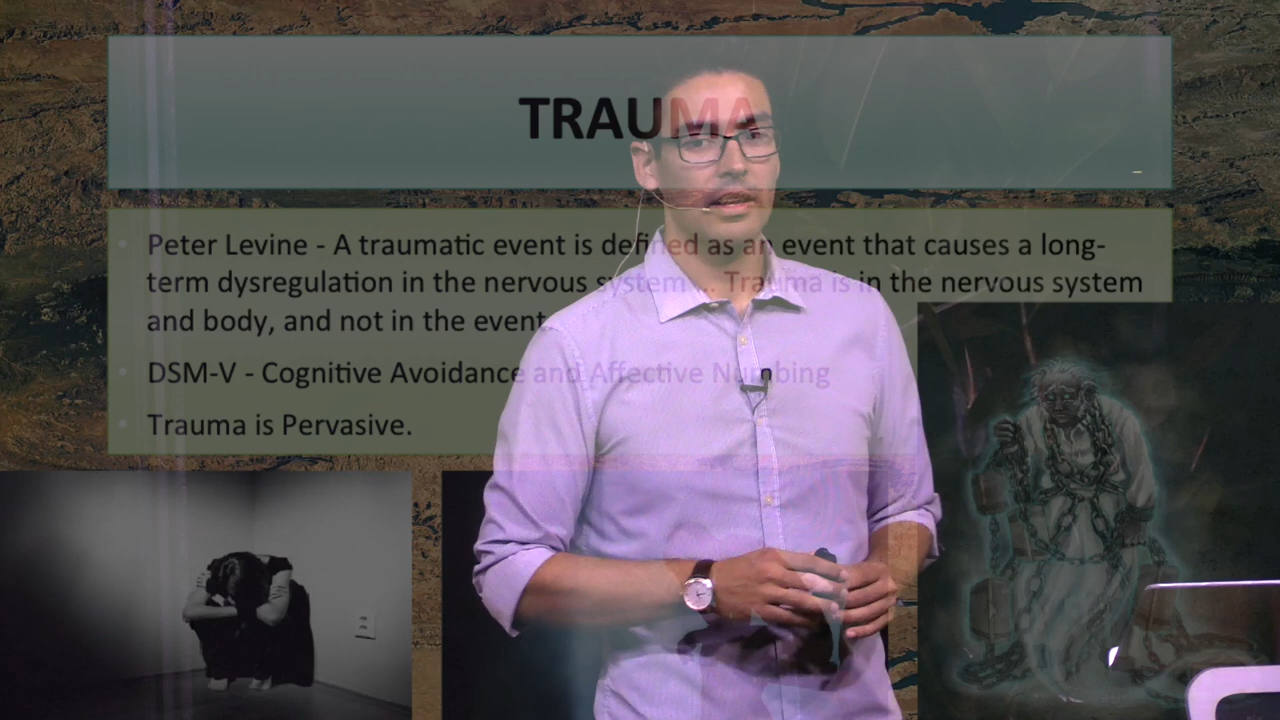 TRAUMA
• Peter Levine - A traumatic event is defined as an event that causes a long-
term dysregulation in the nervous system ... Trauma is in the nervous system
and body, and not in the event
• DSM-V - Cognitive Avoidance and Affective Numbing
• Trauma is Pervasive.